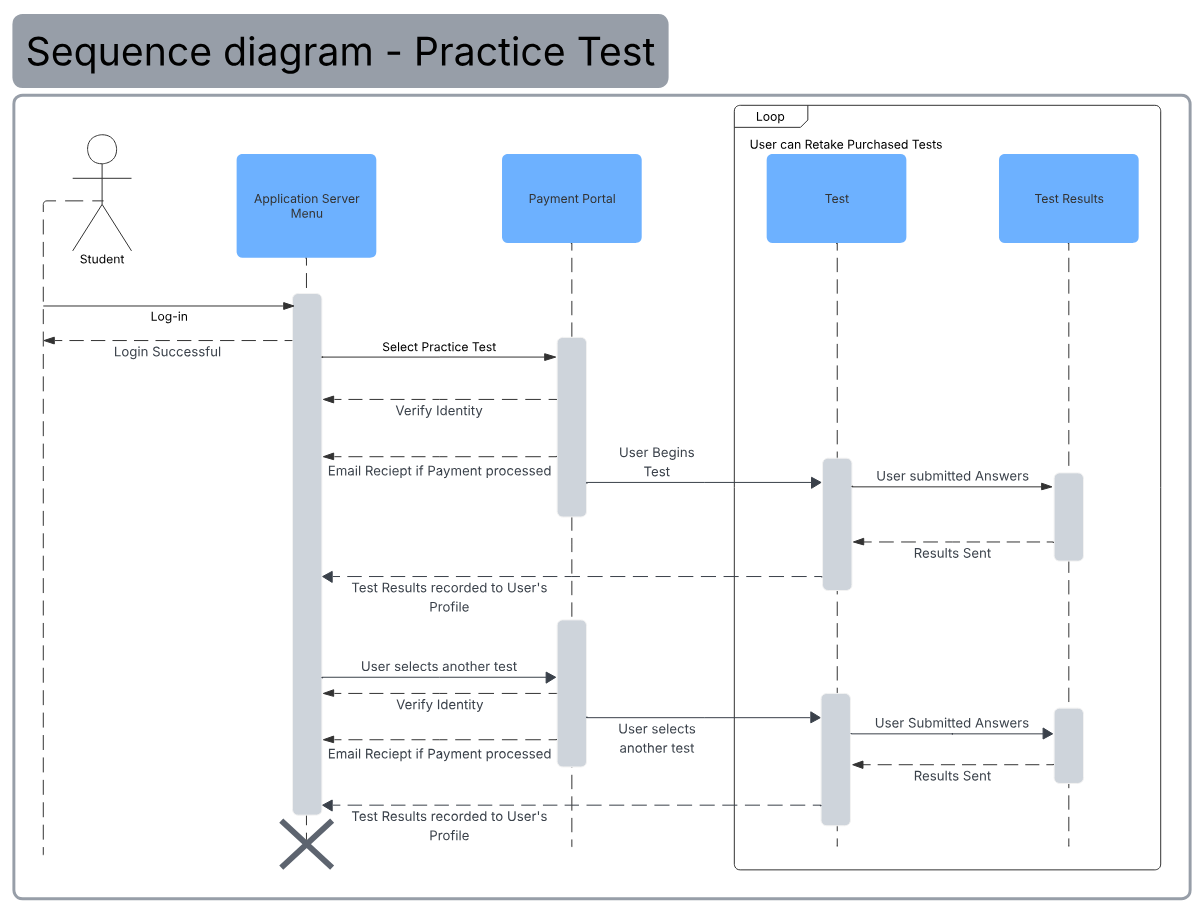 Sequence diagram - Practice Test
Loop
User can Retake Purchased Tests
Student
Application Server
Menu
Payment Portal
Test
Test Results
Log-in
Login Successful
Select Practice Test
Verify Identity
Email Reciept if Payment processed
User Begins
Test
User submitted Answers
Results Sent
Test Results recorded to User's
Profile
User selects another test
Verify Identity
User selects
another test
User Submitted Answers
Email Reciept if Payment processed
Results Sent
Test Results recorded to User's
Profile